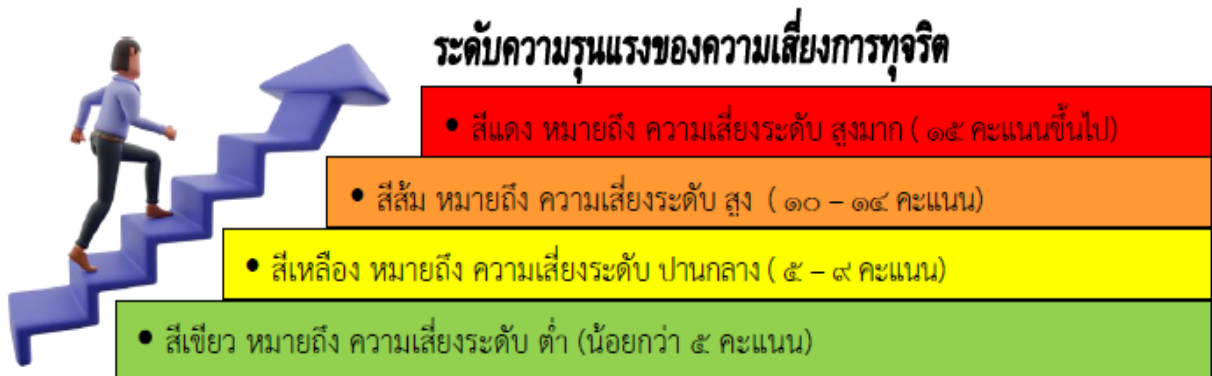 ระดับความรุนแรงของความเสี่ยงการทุจริต
• สีแดง หมายถึง ความเสี่ยงระดับ สูงมาก ( ๑๕ คะแนนขึ้นไป)
• สีส้ม หมายถึง ความเสี่ยงระดับ สูง ( ๑๐ – ๑๔ คะแนน)
• สีเหลือง หมายถึง ความเสี่ยงระดับ ปานกลาง ( ๕ – ๙ คะแนน)
• สีเขียว หมายถึง ความเสี่ยงระดับ ต่ำ (น้อยกว่า ๕ คะแนน)